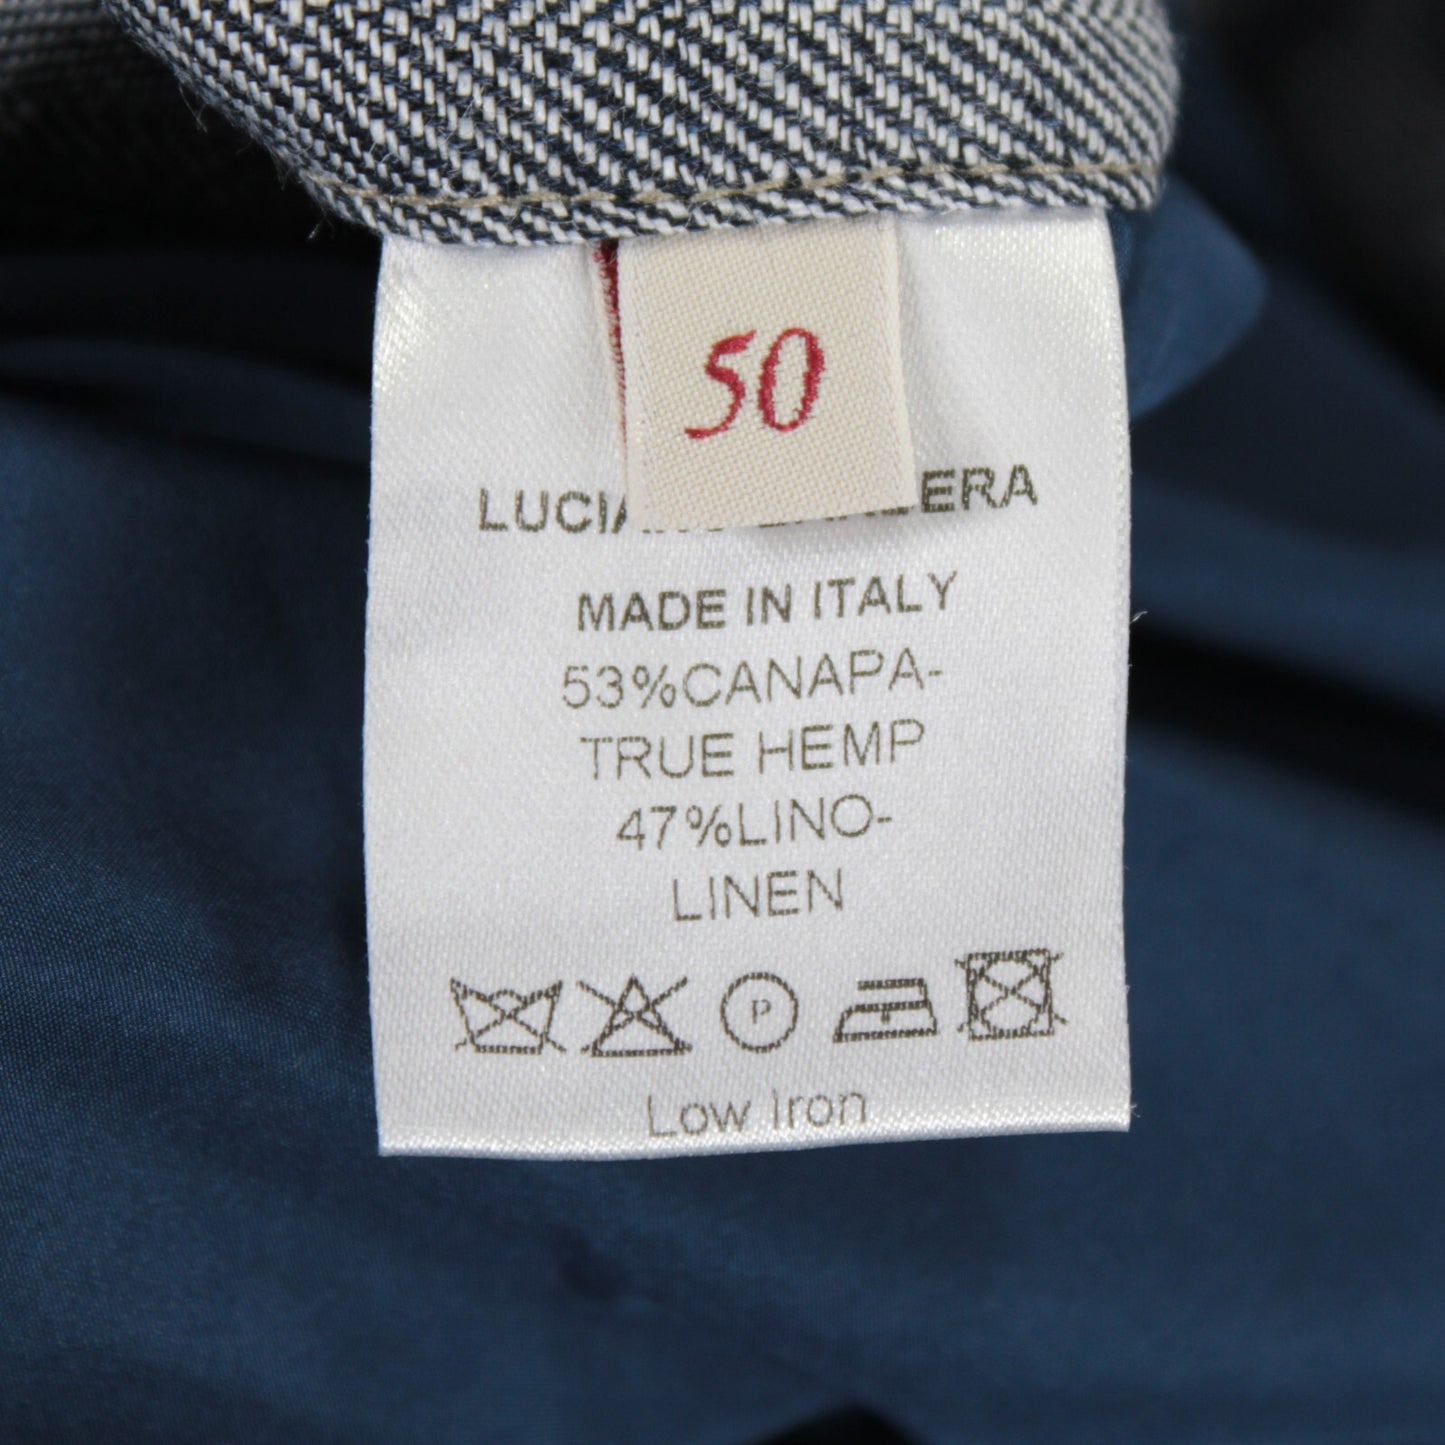 50
MADE IN ITALY
53%CANAPA-
TRUE HEMP
47%LINO-
LINEN
P
Low Iron